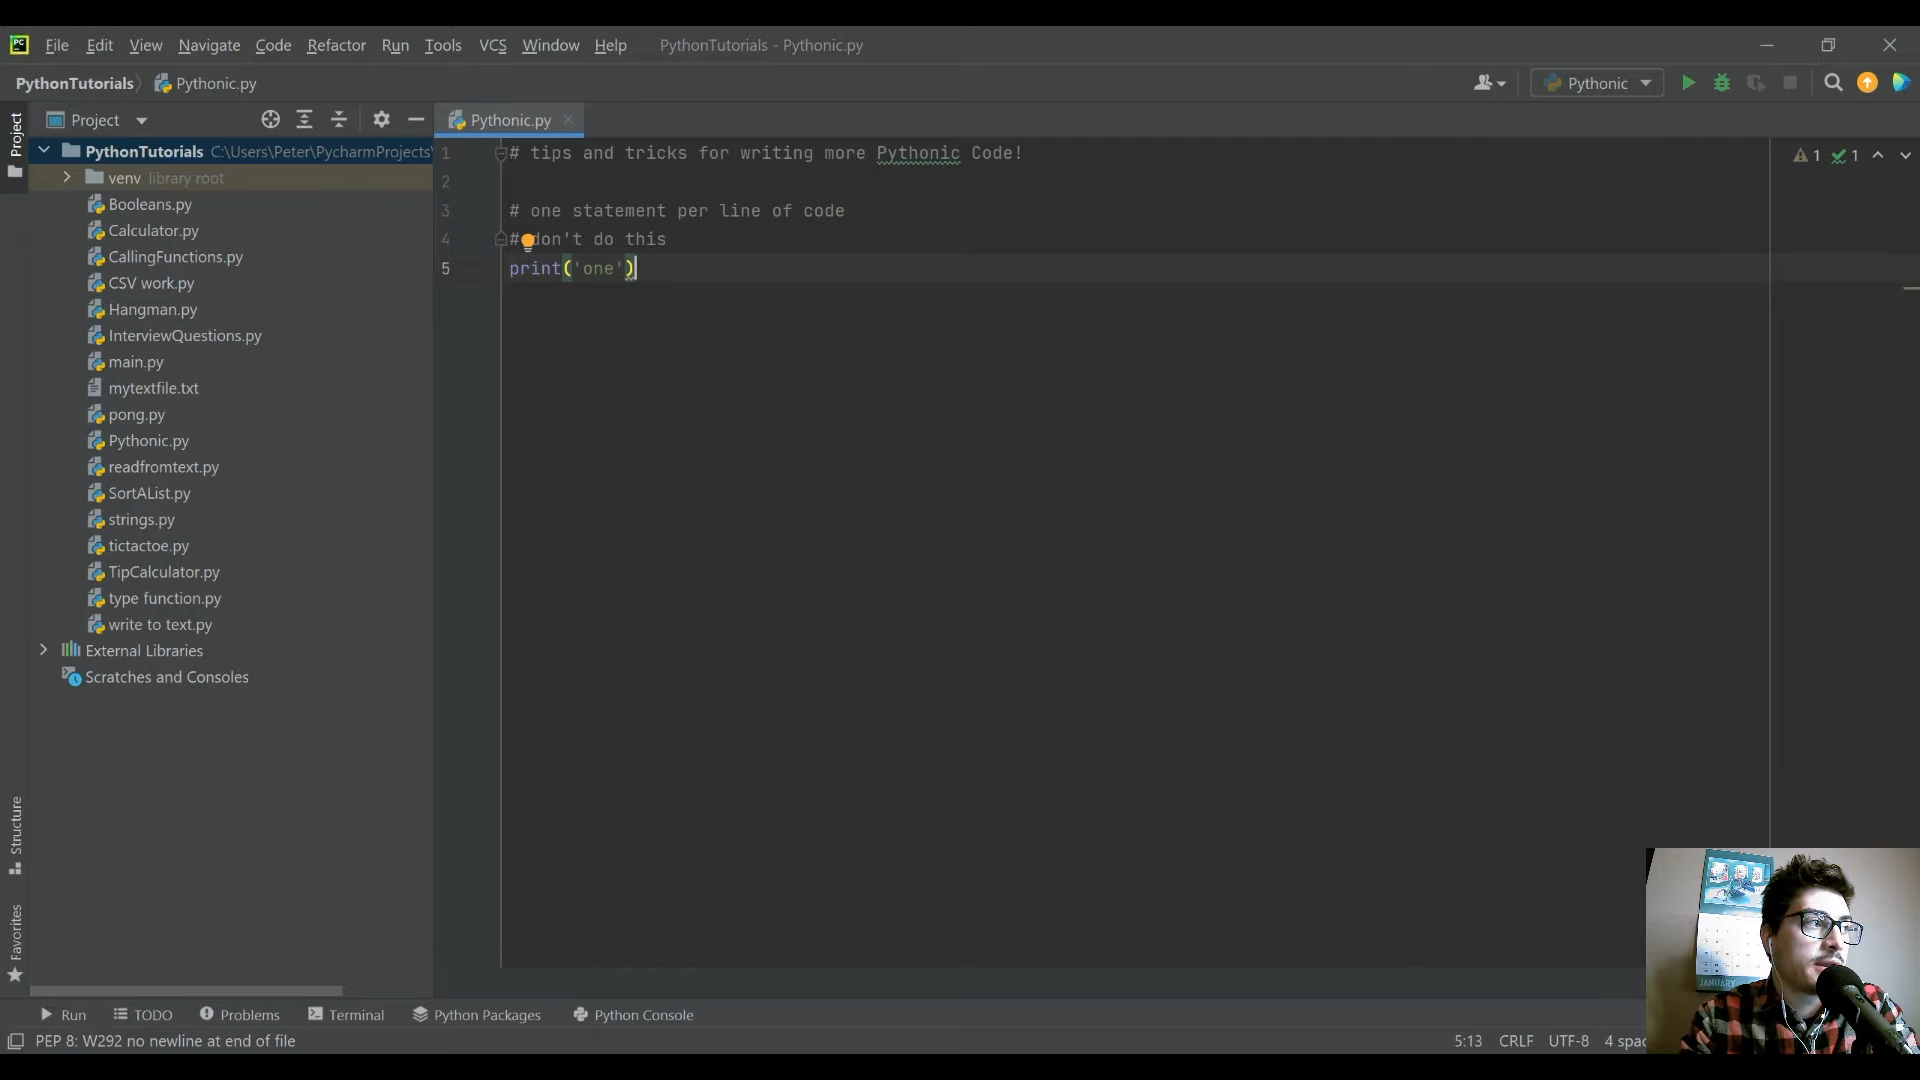 PC
File Edit View Navigate Code Refactor Run Tools VCS Window Help PythonTutorials - Pythonic.py
PythonTutorials Pythonic.py
Pythonic
Project
Project
Pythonic.py
PythonTutorials C:\Users\Peter\PycharmProjects\
venv library root
Booleans.py
Calculator.py
CallingFunctions.py
CSV work.py
Hangman.py
InterviewQuestions.py
main.py
mytextfile.txt
pong.py
Pythonic.py
readfromtext.py
SortAList.py
strings.py
tictactoe.py
TipCalculator.py
type function.py
write to text.py
External Libraries
Scratches and Consoles
1 # tips and tricks for writing more Pythonic Code!
2
3 # one statement per line of code
4 # don't do this
5 print('one')
1 1
Structure
Favorites
JANUARY
Run TODO Problems Terminal Python Packages Python Console
PEP 8: W292 no newline at end of file
5:13 CRLF UTF-8 4 spac